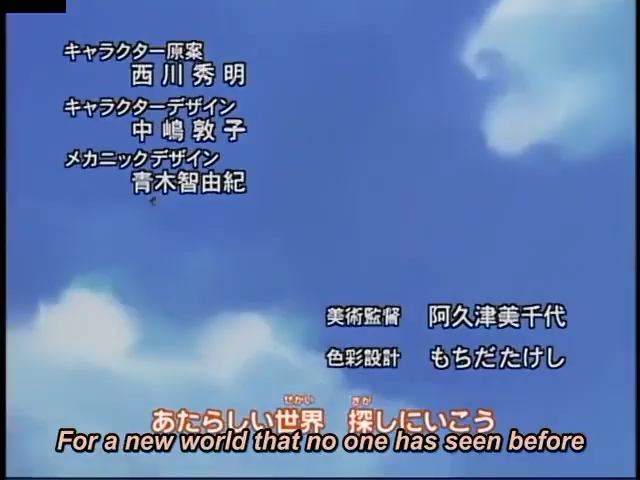 キャラクター原案
西川秀明
キャラクターデザイン
中嶋敦子
メカニックデザイン
青木智由紀
美術監督 阿久津美千代
色彩設計 もちだたけし
せかい さが
あたらしい世界 探しにいこう
For a new world that no one has seen before